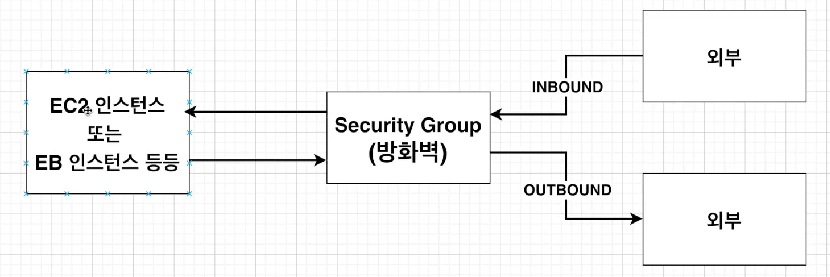 EC2 인스턴스
또는
EB 인스턴스 등등
Security Group
(방화벽)
INBOUND
외부
OUTBOUND
외부